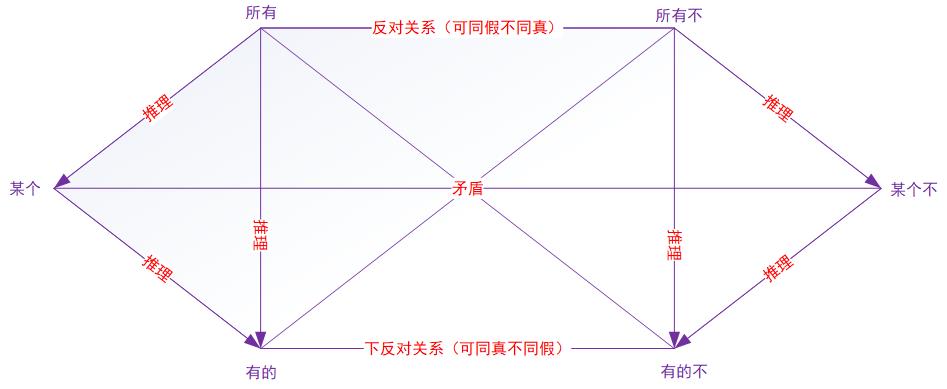 所有
所有不
反对关系（可同假不同真）
推理
推理
某个
矛盾
某个不
推理
推理
推理
推理
下反对关系（可同真不同假）
有的
有的不